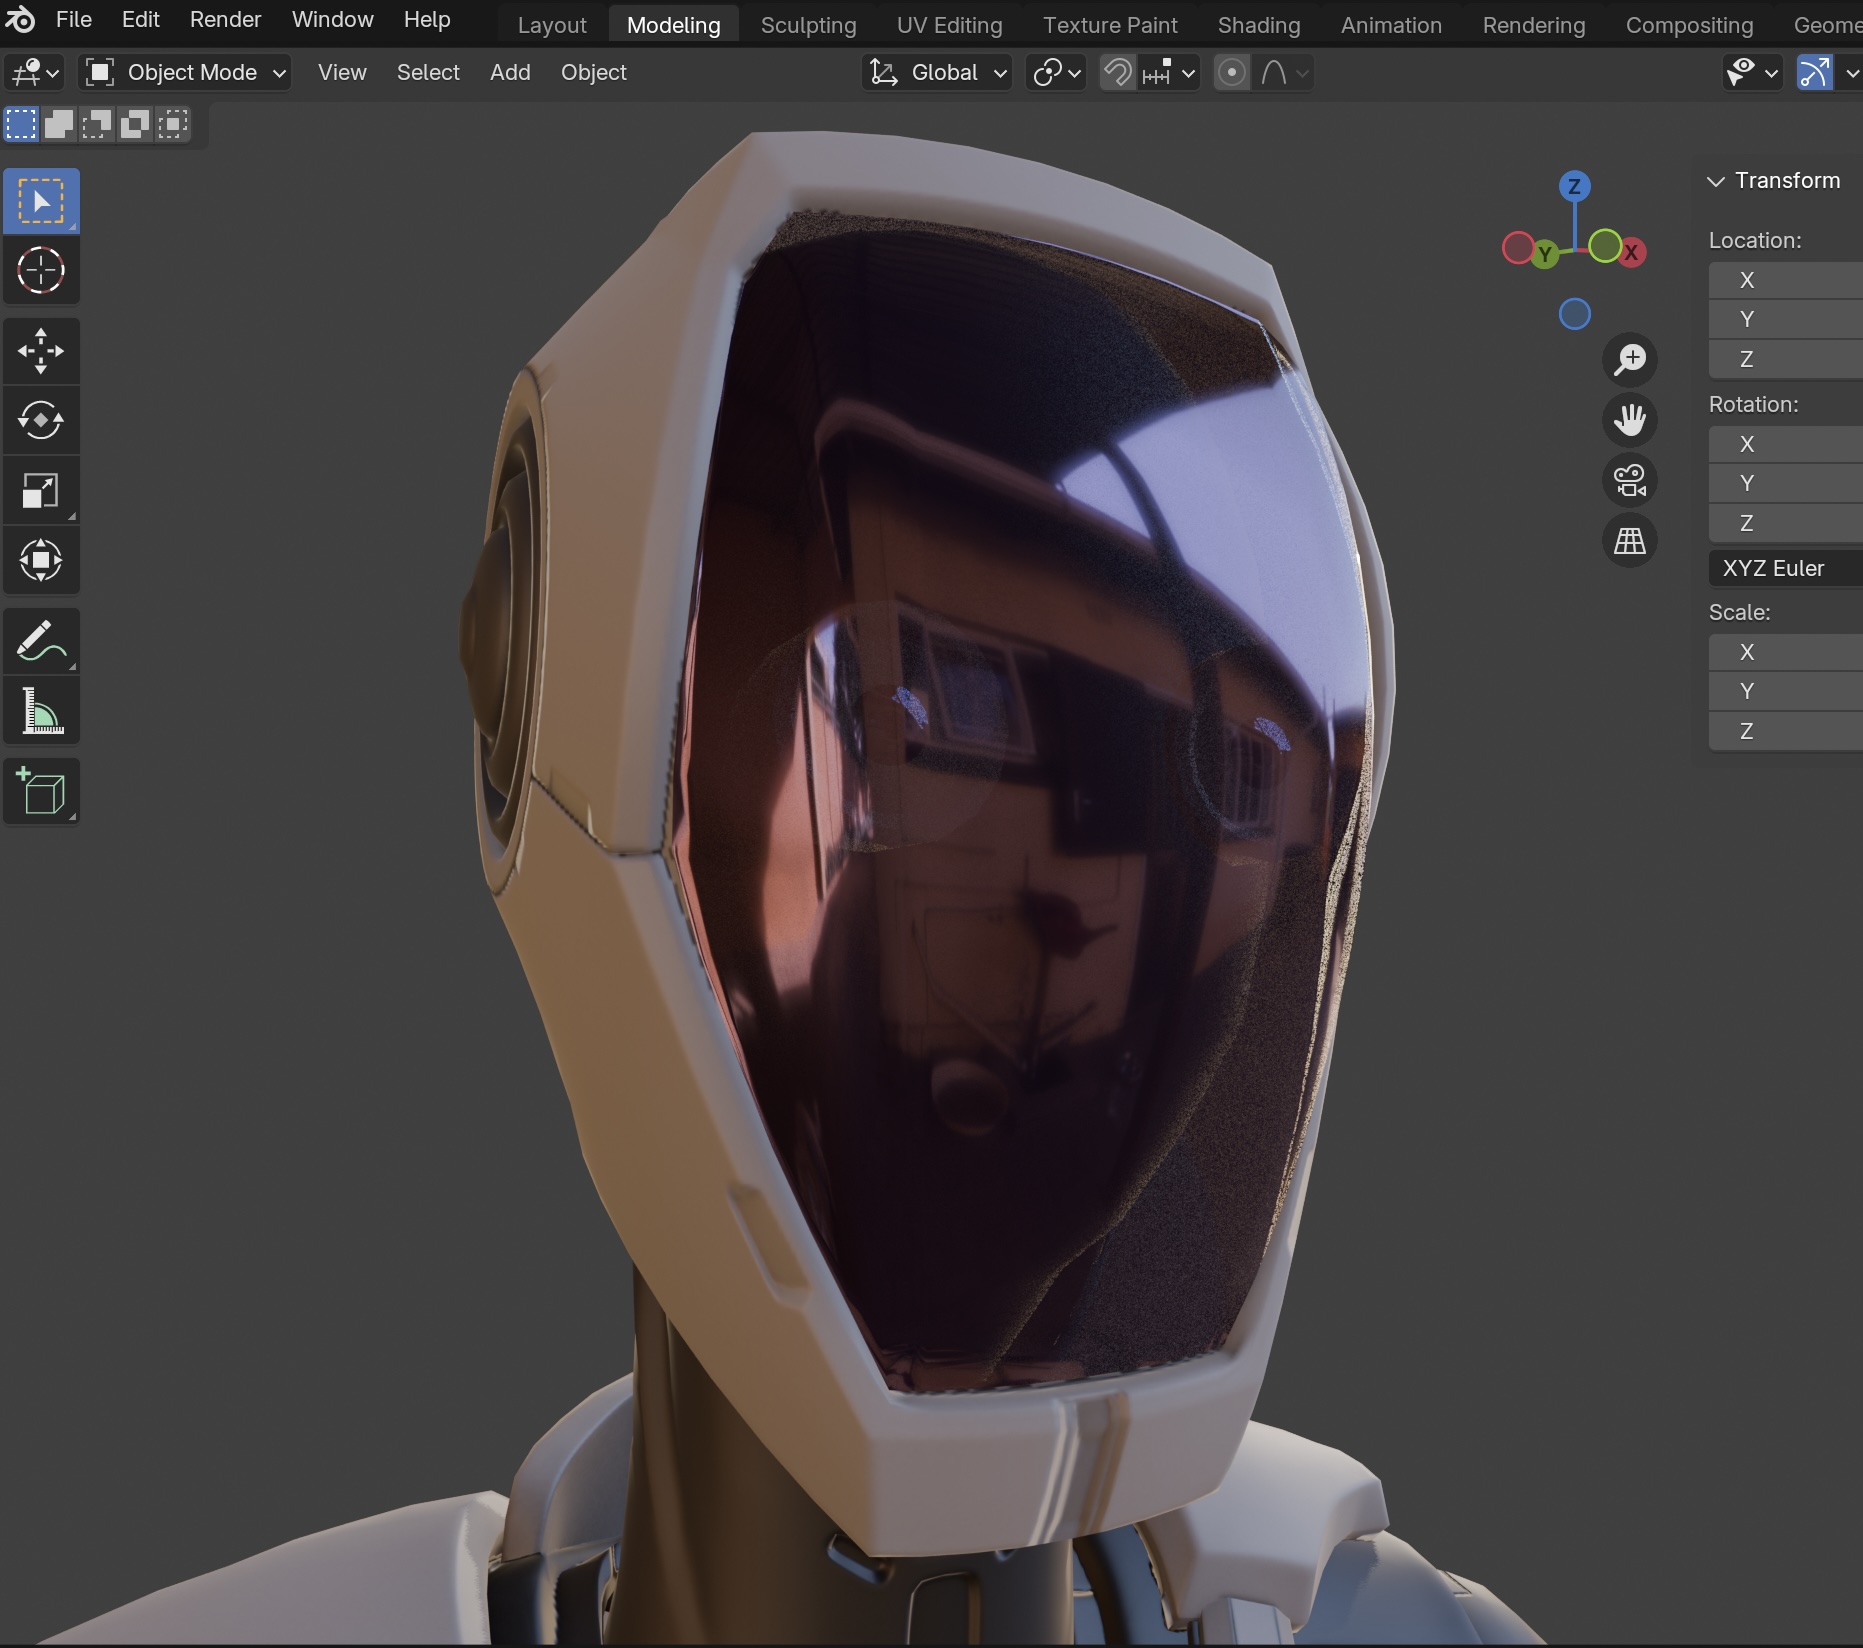 File Edit Render Window Help Layout Modeling Sculpting UV Editing Texture Paint Shading Animation Rendering Compositing Geome
Object Mode View Select Add Object Global
Transform
Z
Y X
Location:
X
Y
Z
Rotation:
X
Y
Z
XYZ Euler
Scale:
X
Y
Z